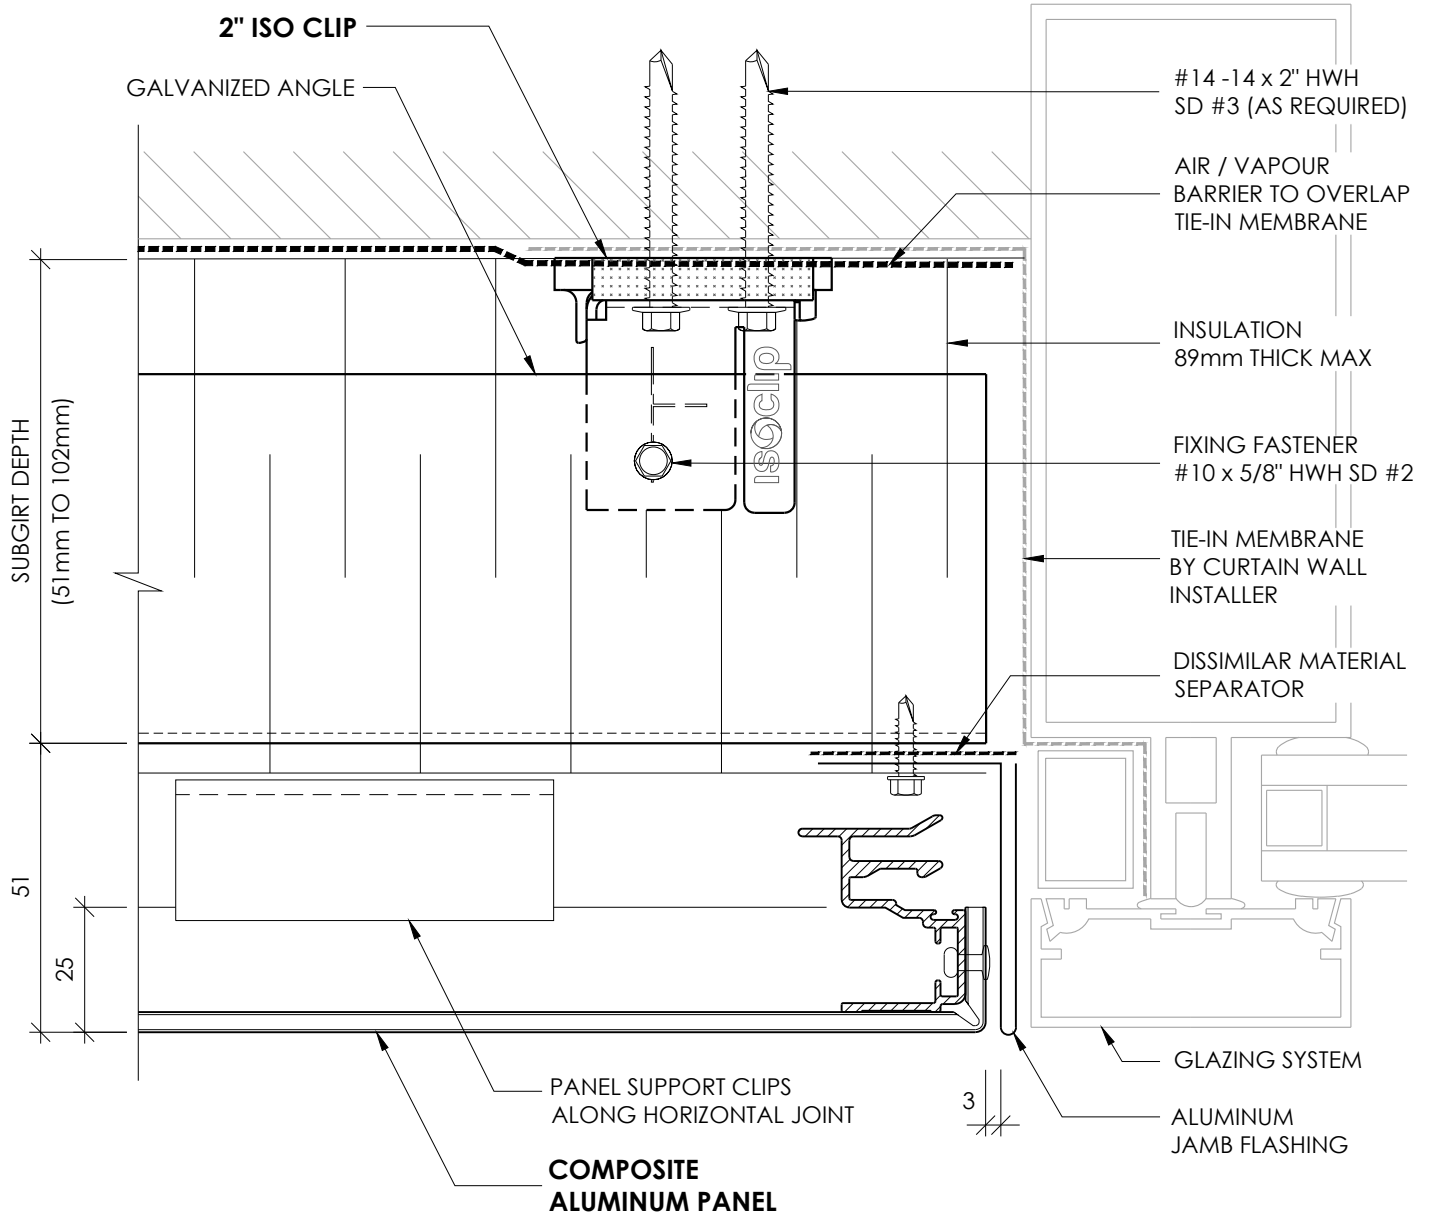 2" ISO CLIP
GALVANIZED ANGLE
#14 -14 x 2" HWH
SD #3 (AS REQUIRED)
AIR / VAPOUR
BARRIER TO OVERLAP
TIE-IN MEMBRANE
INSULATION
89mm THICK MAX
isoclip
FIXING FASTENER
#10 x 5/8" HWH SD #2
SUBGIRT DEPTH
(51mm TO 102mm)
TIE-IN MEMBRANE
BY CURTAIN WALL
INSTALLER
DISSIMILAR MATERIAL
SEPARATOR
51
25
GLAZING SYSTEM
PANEL SUPPORT CLIPS
ALONG HORIZONTAL JOINT
3
ALUMINUM
JAMB FLASHING
COMPOSITE
ALUMINUM PANEL